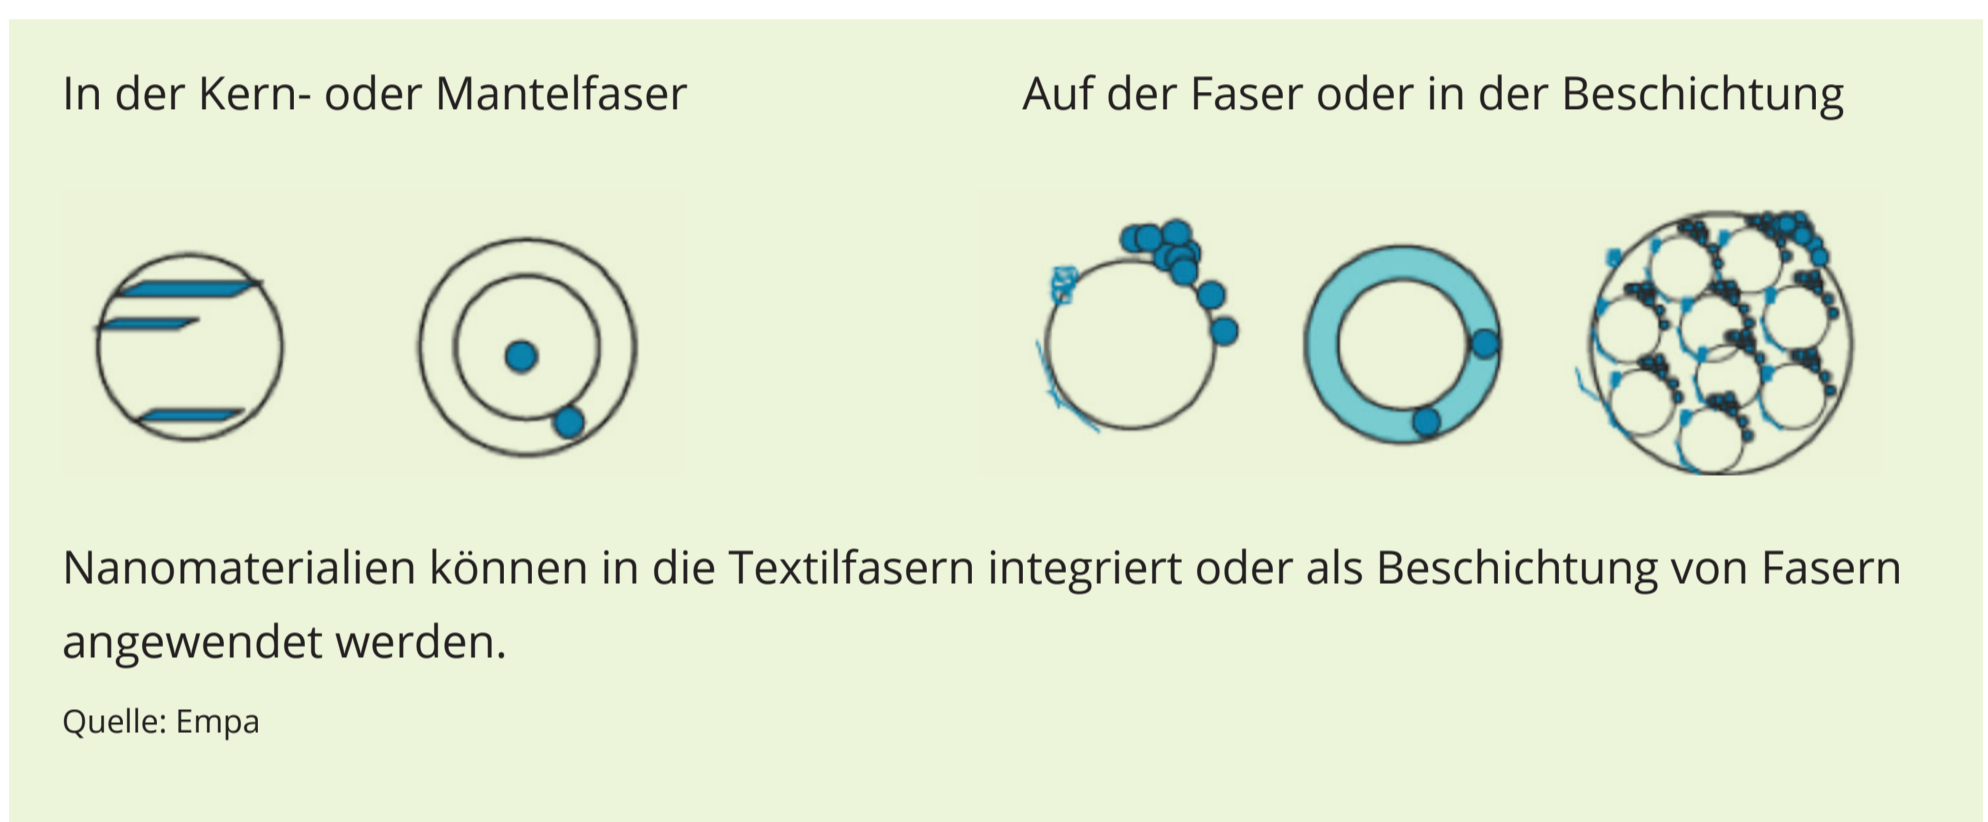 In der Kern- oder Mantelfaser
Auf der Faser oder in der Beschichtung
Nanomaterialien können in die Textilfasern integriert oder als Beschichtung von Fasern
angewendet werden.
Quelle: Empa